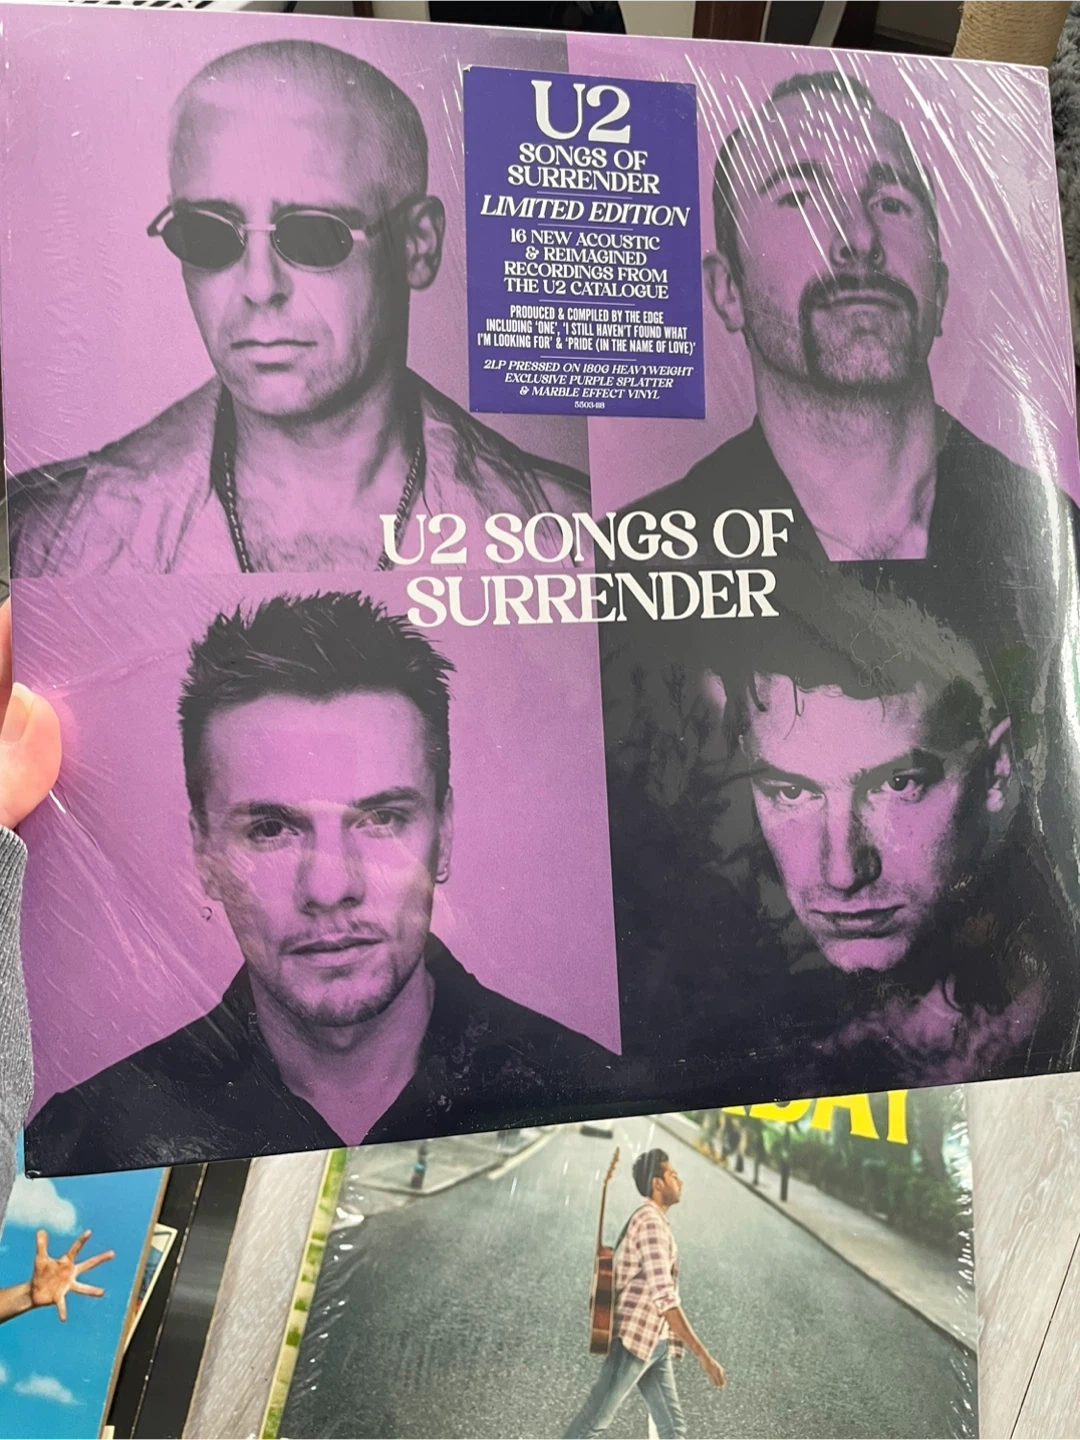 U2
SONGS OF
SURRENDER
LIMITED EDITION
16 NEW ACOUSTIC
& REIMAGINED
RECORDINGS FROM
THE U2 CATALOGUE
PRODUCED & COMPILED BY THE EDGE
INCLUDING 'ONE', 'I STILL HAVEN'T FOUND WHAT
I'M LOOKING FOR' & 'PRIDE (IN THE NAME OF LOVE)'
2LP PRESSED ON 180G HEAVYWEIGHT
EXCLUSIVE PURPLE SPLATTER
& MARBLE EFFECT VINYL
U2 SONGS OF
SURRENDER